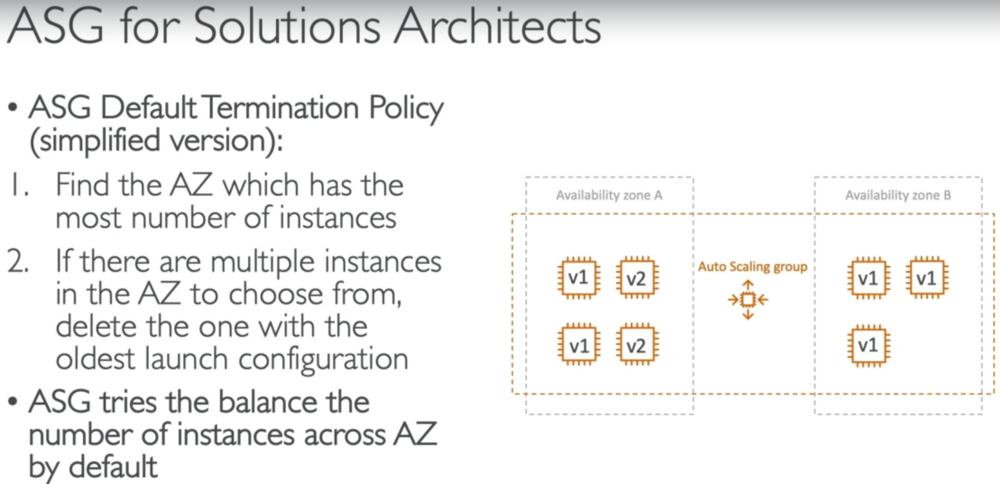 ASG for Solutions Architects
• ASG Default Termination Policy
(simplified version):
1. Find the AZ which has the
most number of instances
2. If there are multiple instances
in the AZ to choose from,
delete the one with the
oldest launch configuration
• ASG tries the balance the
number of instances across AZ
by default
Availability zone A
Availability zone B
v1 v2
Auto Scaling group
v1 v1
v1 v2
v1